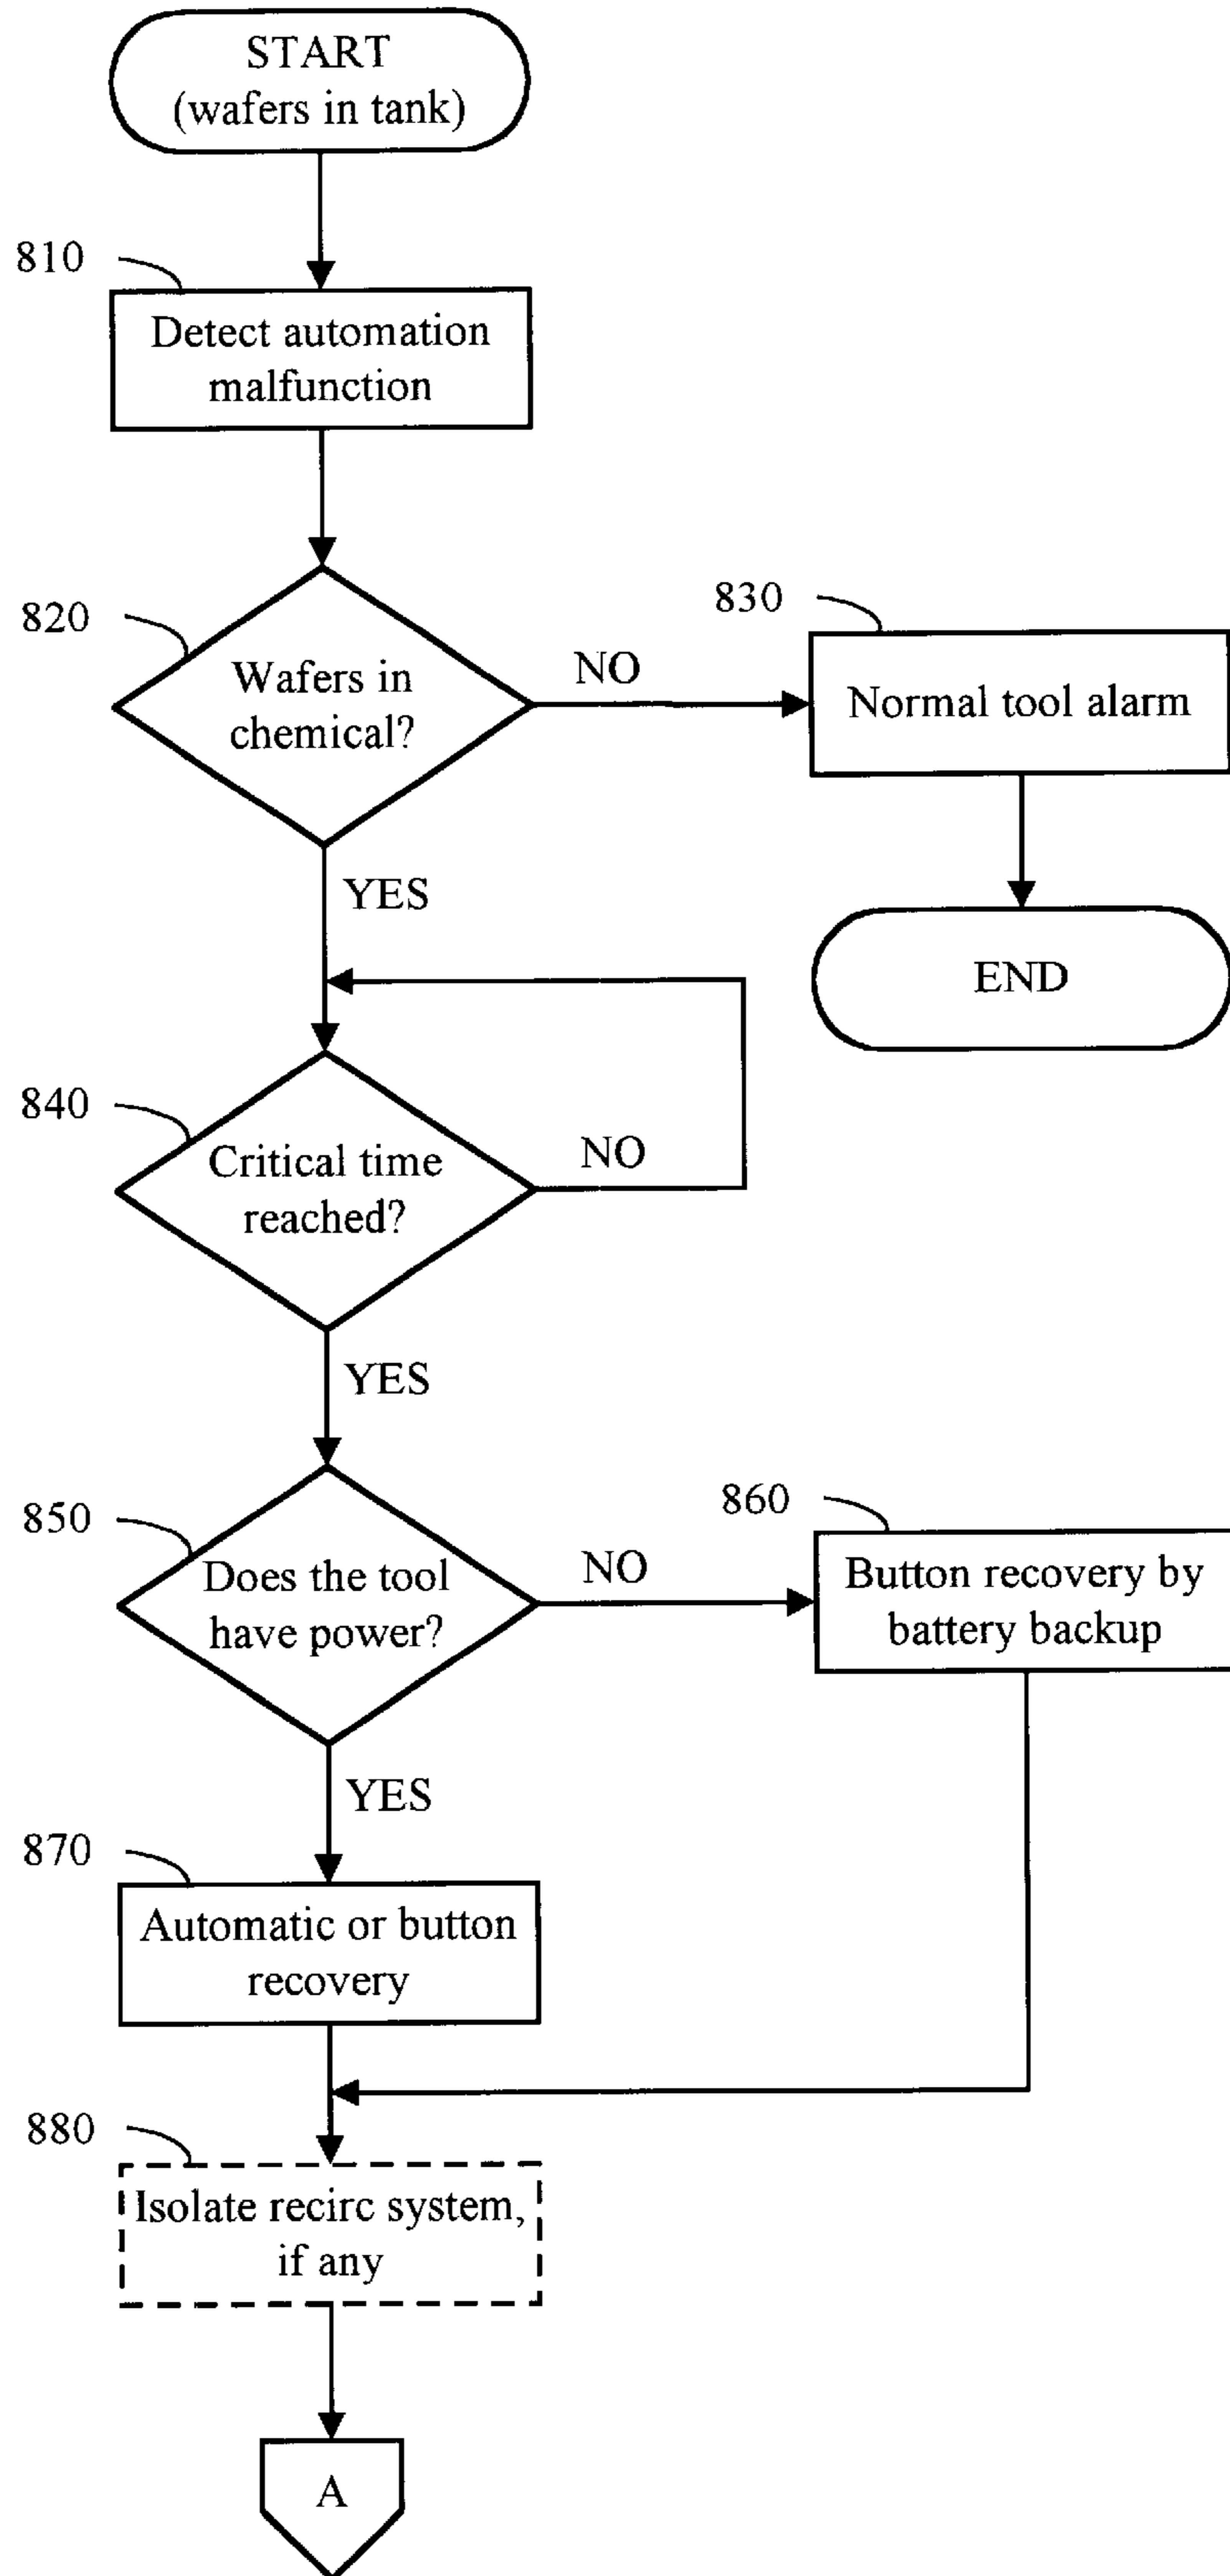 START
(wafers in tank)
810
Detect automation
malfunction
820
Wafers in
chemical?
NO
830
Normal tool alarm
YES
END
840
Critical time
reached?
NO
YES
850
Does the tool
have power?
NO
860
Button recovery by
battery backup
YES
870
Automatic or button
recovery
880
Isolate recirc system,
if any
A